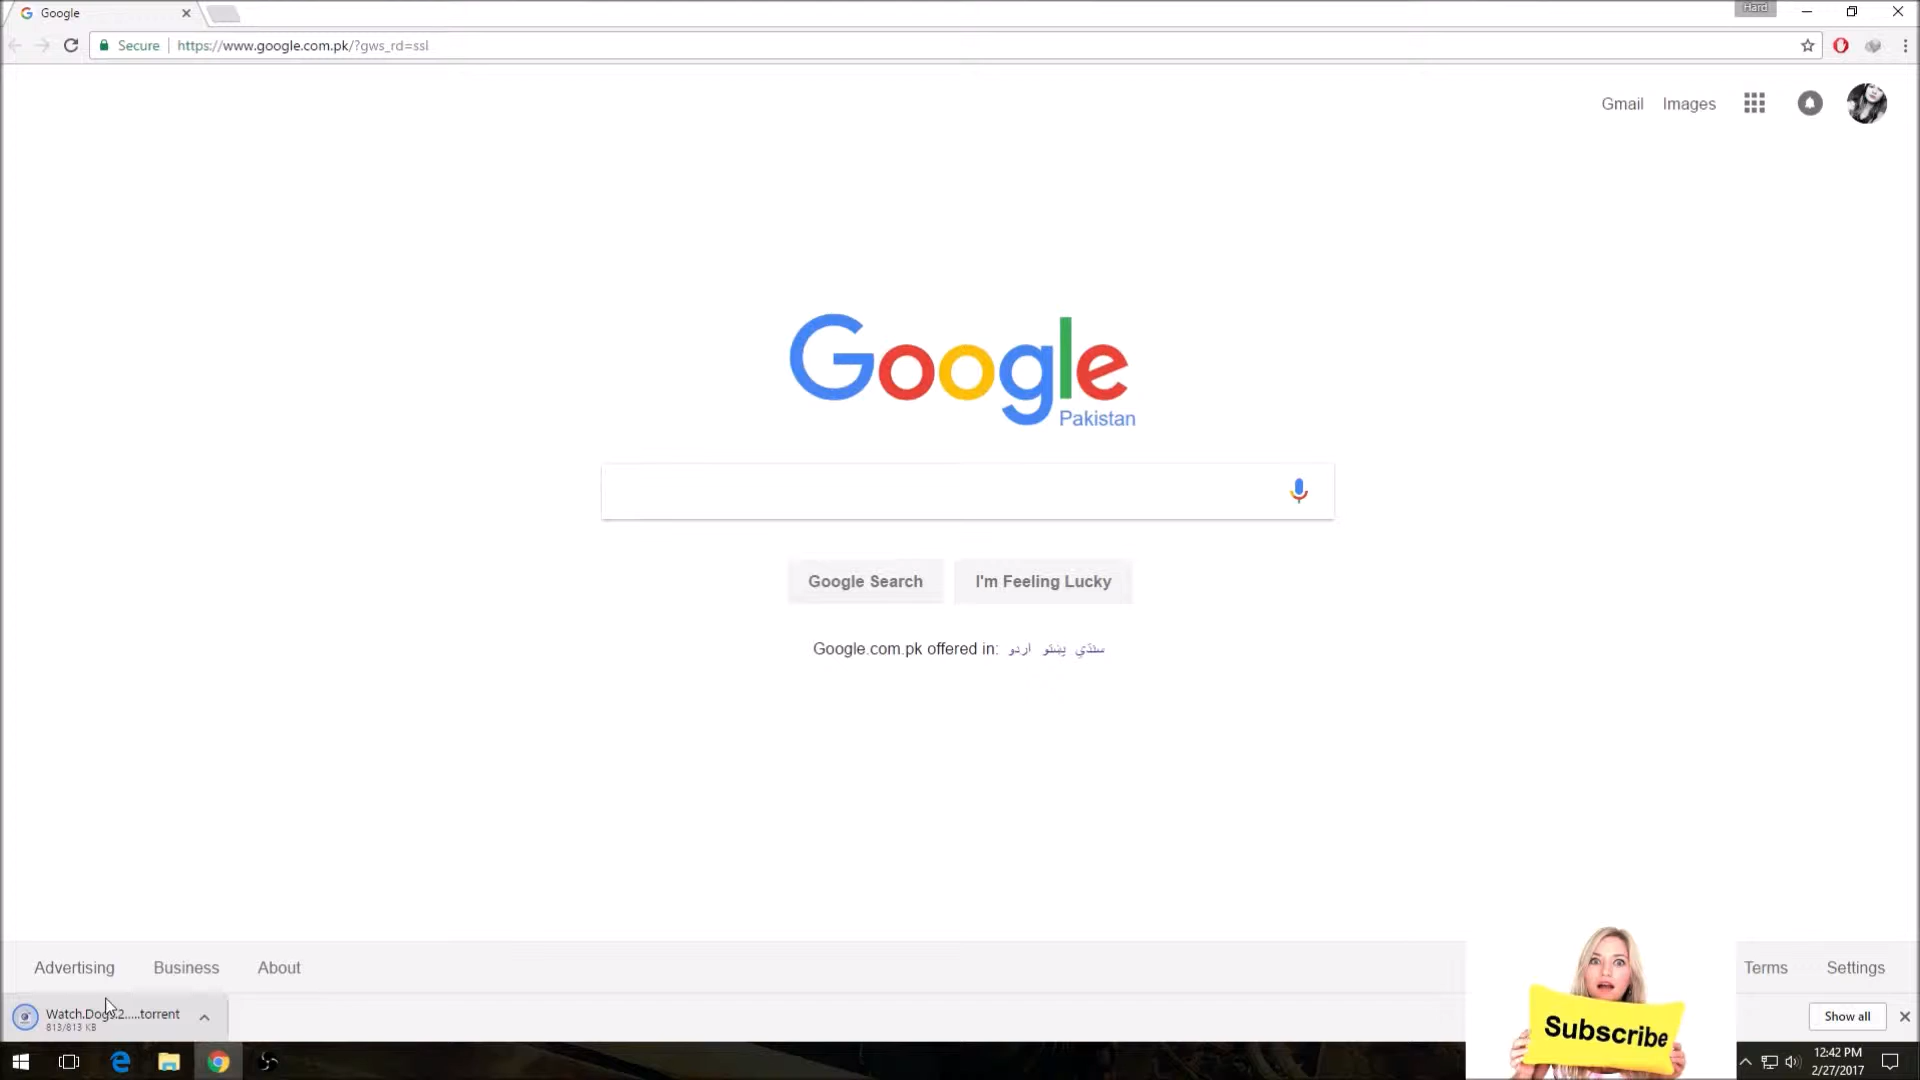 Google
Hard
Secure
https://www.google.com.pk/?gws_rd=ssl
Gmail Images
Google
Pakistan
Google Search I'm Feeling Lucky
Google.com.pk offered in: اردو پښتو سنڌي
Advertising Business About
Terms Settings
Watch.Dogs.2.....torrent
813/813 KB
Subscribe
Show all
12:42 PM
2/27/2017